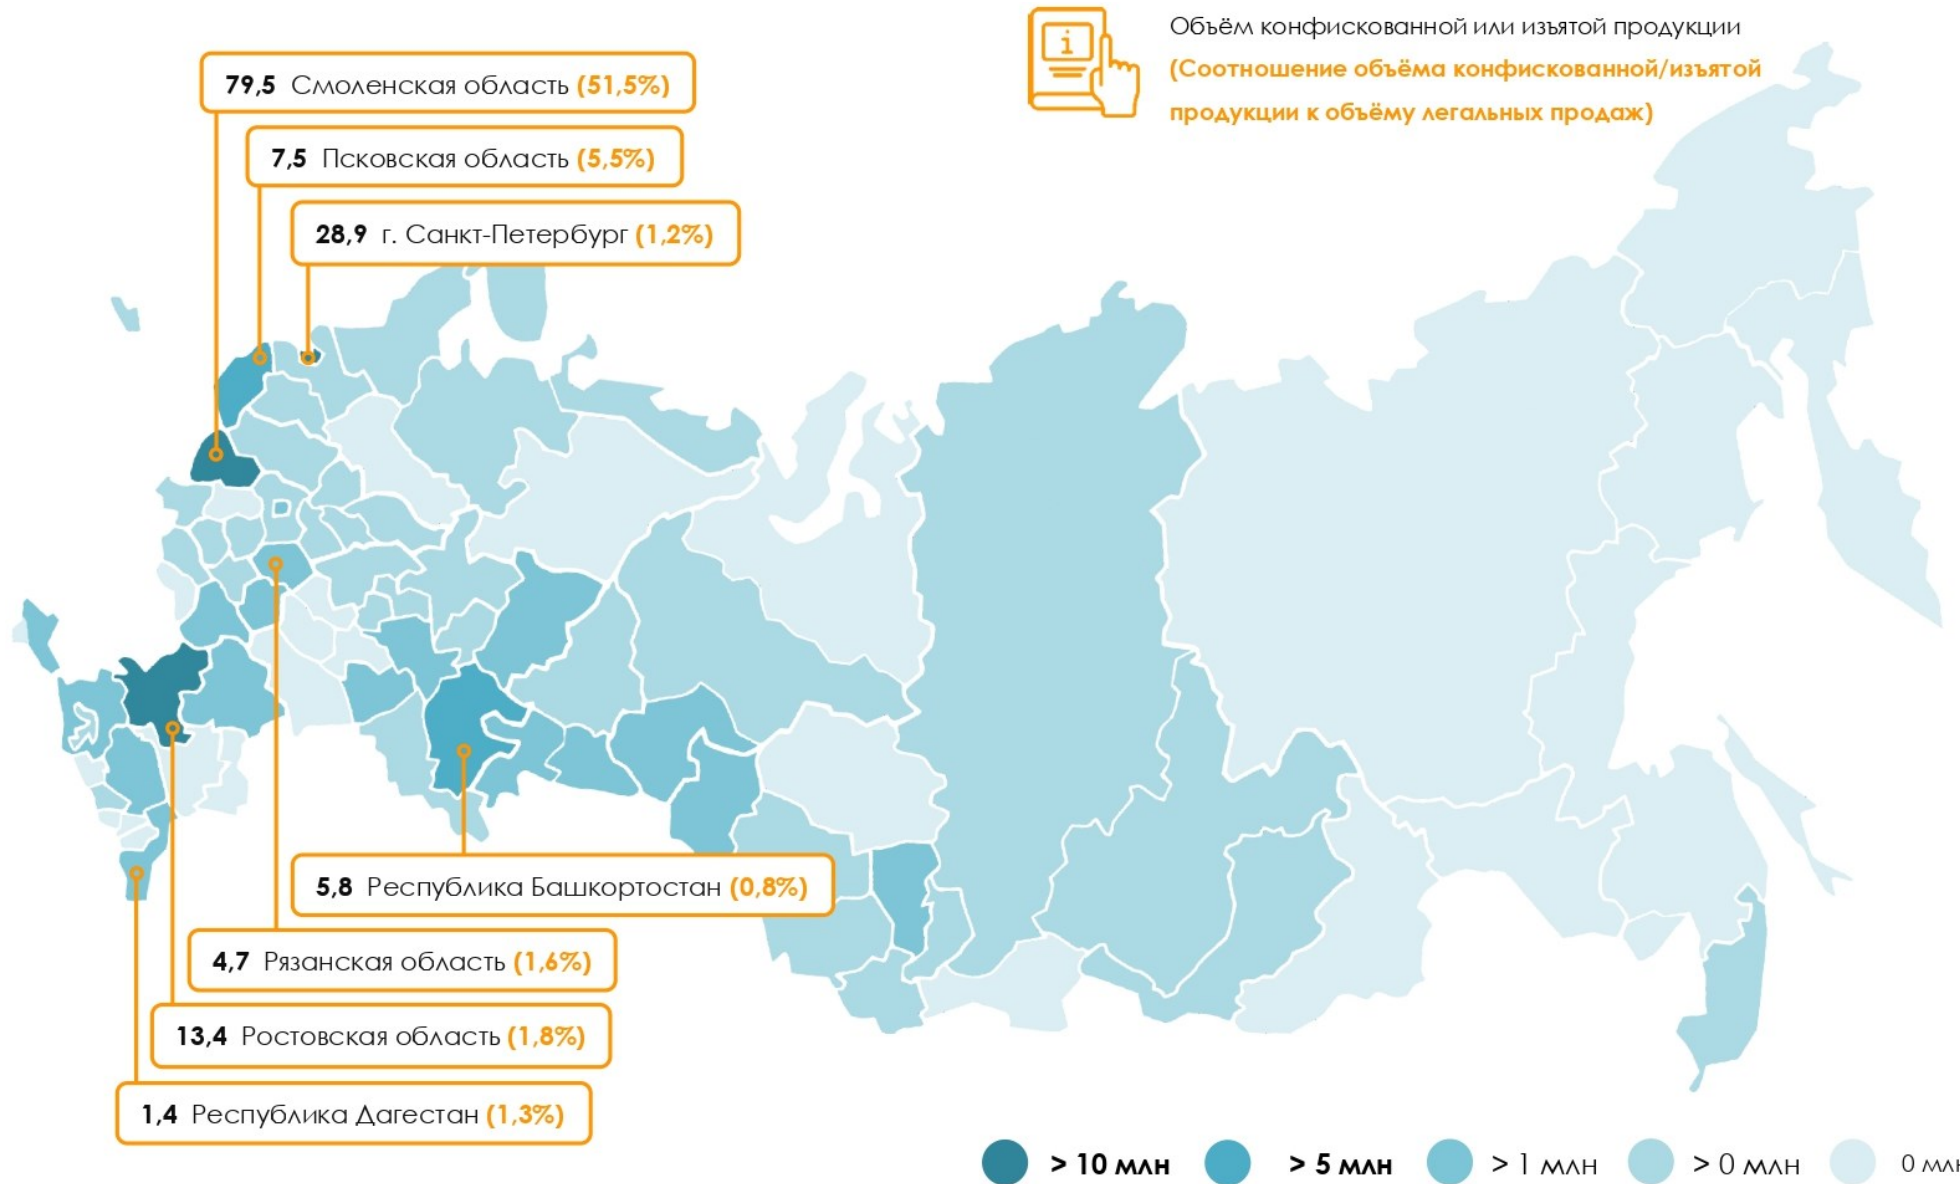 Объём конфискованной или изъятой продукции
(Соотношение объёма конфискованной/изъятой
продукции к объёму легальных продаж)
79,5 Смоленская область (51,5%)
7,5 Псковская область (5,5%)
28,9 г. Санкт-Петербург (1,2%)
5,8 Республика Башкортостан (0,8%)
4,7 Рязанская область (1,6%)
13,4 Ростовская область (1,8%)
1,4 Республика Дагестан (1,3%)
> 10 млн > 5 млн > 1 млн > 0 млн 0 млн